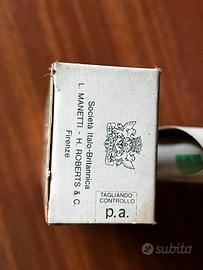 Società Italo-Britannica
L. MANETTI - H. ROBERTS & C.
Firenze
TAGLIANDO
CONTROLLO
p.a.
subito